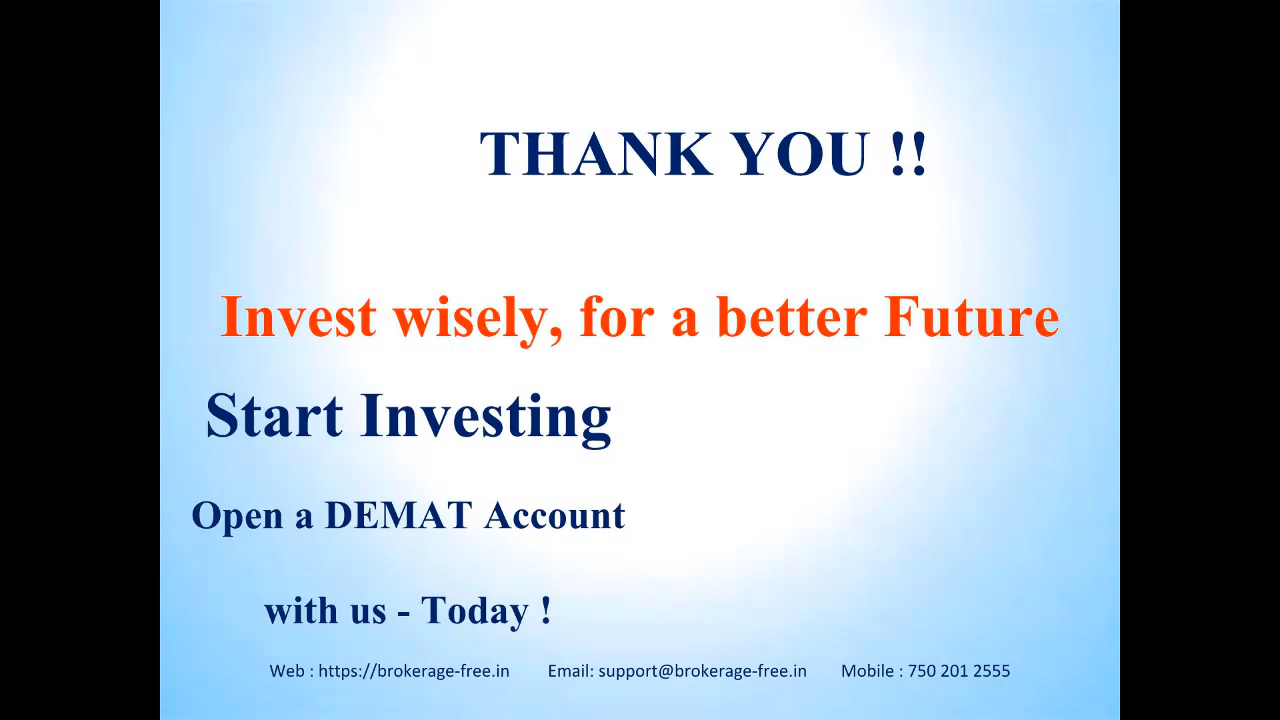 THANK YOU !!
Invest wisely, for a better Future
Start Investing
Open a DEMAT Account
with us - Today !
Web : https://brokerage-free.in Email: support@brokerage-free.in Mobile : 750 201 2555